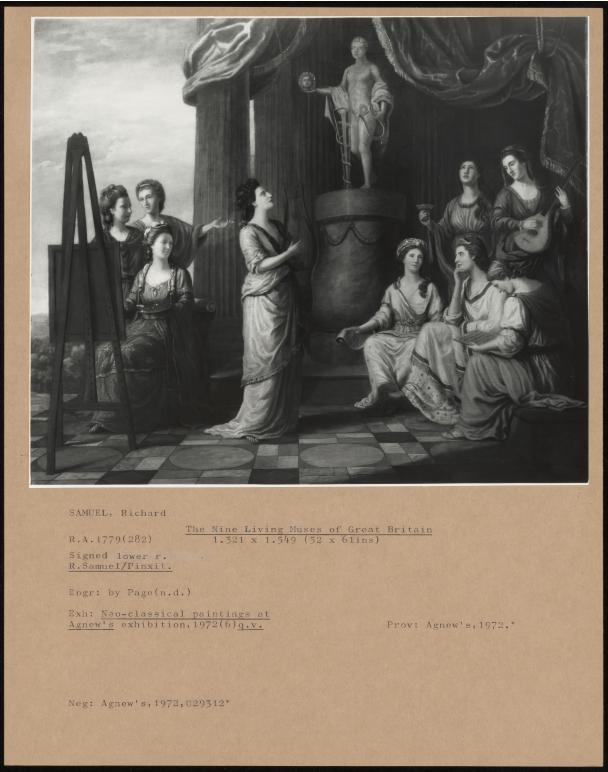 SAMUEL, Richard
The Nine Living Muses of Great Britain
R.A.1779(282) 1.321 x 1.549 (52 x 61ins)
Signed lower r.
R.Samuel/Pinxit.
Engr: by Page(n.d.)
Exh: Neo-classical paintings at
Agnew's exhibition,1972(6)q.v. Prov: Agnew's,1972.*
Neg: Agnew's,1972,029312*